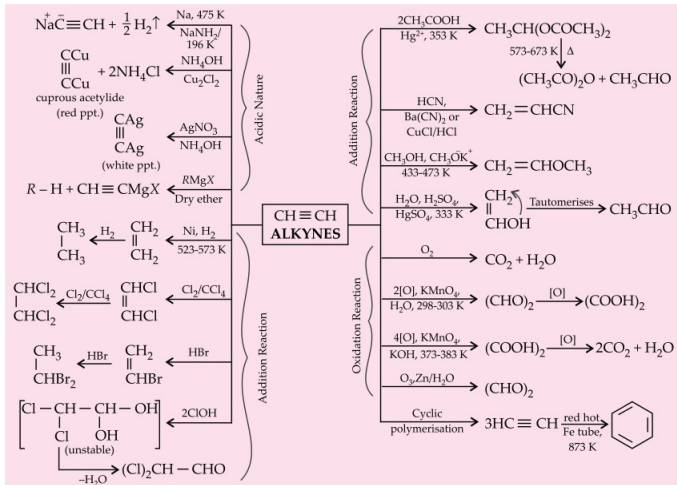 Na⁺C̄≡CH + 1/2 H₂↑
Na, 475 K
NaNH₂/
196 K
CCu
≡
CCu
+ 2NH₄Cl
NH₄OH
Cu₂Cl₂
cuprous acetylide
(red ppt.)
CAg
≡
CAg
(white ppt.)
AgNO₃
NH₄OH
R – H + CH≡CMgX
RMgX
Dry ether
Acidic Nature
CH≡CH
ALKYNES
CH₃
CH₃
H₂
CH₂
CH₂
Ni, H₂
523-573 K
CHCl₂
CHCl₂
Cl₂/CCl₄
CHCl
CHCl
Cl₂/CCl₄
CH₃
CHBr₂
HBr
CH₂
CHBr
HBr
Cl – CH – CH – OH
Cl OH
(unstable)
2ClOH
–H₂O
(Cl)₂CH – CHO
Addition Reaction
Addition Reaction
2CH₃COOH
Hg²⁺, 353 K
CH₃CH(OCOCH₃)₂
573-673 K Δ
(CH₃CO)₂O + CH₃CHO
HCN,
Ba(CN)₂ or
CuCl/HCl
CH₂=CHCN
CH₃OH, CH₃O⁻K⁺
433-473 K
CH₂=CHOCH₃
H₂O, H₂SO₄,
HgSO₄, 333 K
CH₂
CHOH
Tautomerises
CH₃CHO
Oxidation Reaction
O₂
CO₂ + H₂O
2[O], KMnO₄,
H₂O, 298-303 K
(CHO)₂
[O]
(COOH)₂
4[O], KMnO₄,
KOH, 373-383 K
(COOH)₂
[O]
2CO₂ + H₂O
O₃,Zn/H₂O
(CHO)₂
Cyclic
polymerisation
3HC≡CH
red hot
Fe tube,
873 K